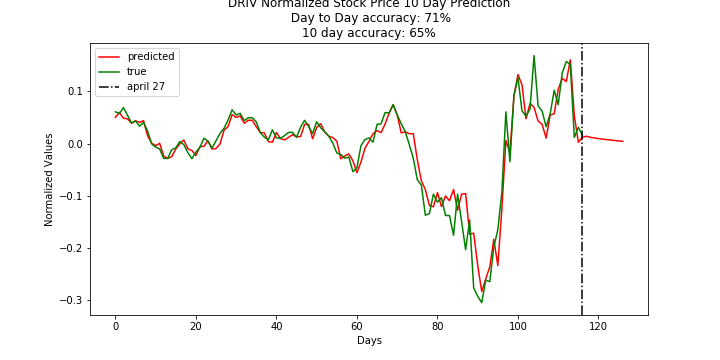 DRIV Normalized Stock Price 10 Day Prediction
Day to Day accuracy: 71%
10 day accuracy: 65%
predicted
true
april 27
Normalized Values
0.1
0.0
−0.1
−0.2
−0.3
0 20 40 60 80 100 120
Days